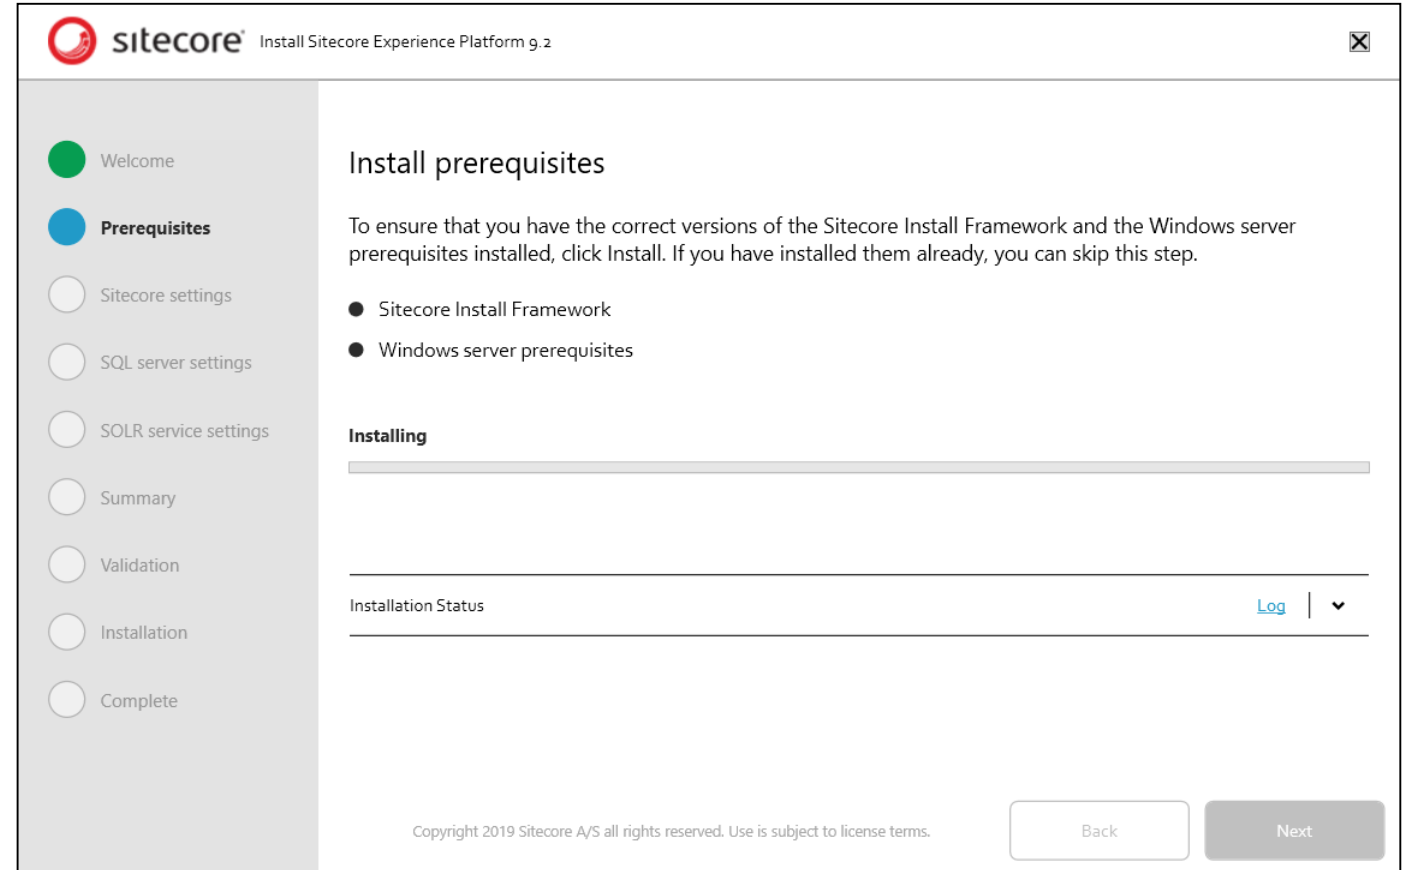 sitecore Install Sitecore Experience Platform 9.2
Welcome
Prerequisites
Sitecore settings
SQL server settings
SOLR service settings
Summary
Validation
Installation
Complete
Install prerequisites
To ensure that you have the correct versions of the Sitecore Install Framework and the Windows server
prerequisites installed, click Install. If you have installed them already, you can skip this step.
Sitecore Install Framework
Windows server prerequisites
Installing
Installation Status Log
Copyright 2019 Sitecore A/S all rights reserved. Use is subject to license terms.
Back
Next